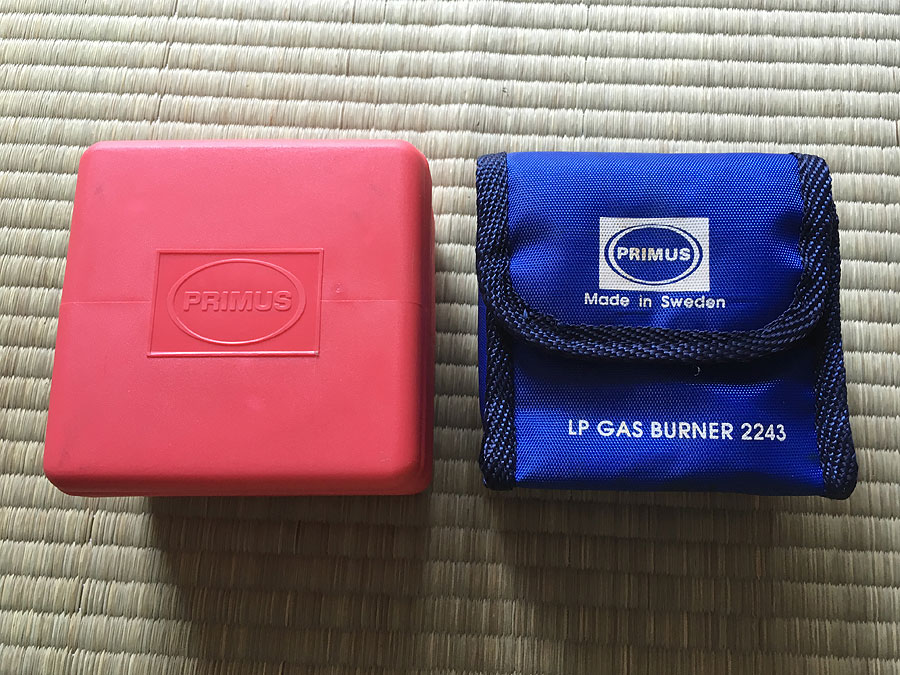 PRIMUS
PRIMUS
Made in Sweden
LP GAS BURNER 2243